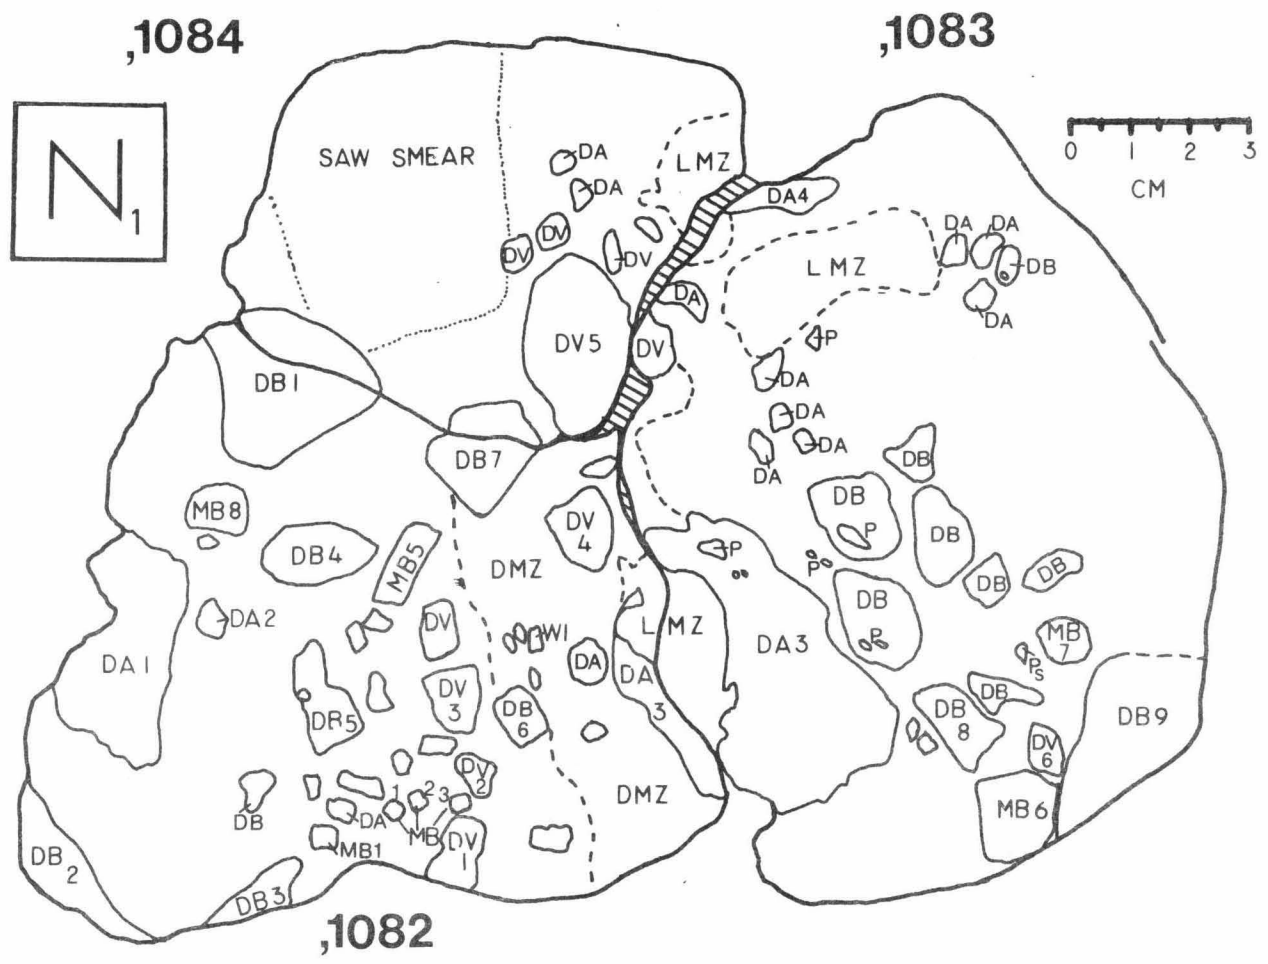 ,1084
,1083
N1
SAW SMEAR
DA
LMZ
0 1 2 3
CM
DA
DA4
DV
DV
DV
DA
DA
DB
LMZ
DA
DA
P
DV5
DV
DB1
DA
DA
DA
DA
DB7
DB
MB8
DV
4
DB
P
DB
DB4
MB5
DMZ
P
P
DB
DB
DA2
DV
W1
LMZ
DB
P
MB
7
DA1
DA3
DA
DA
3
PS
DB
DV
3
DB
6
DB
8
DB9
DB5
DV
6
DV
2
1 2 3
DMZ
DB
DA
MB
MB6
MB1
DV
1
DB
2
DB3
,1082